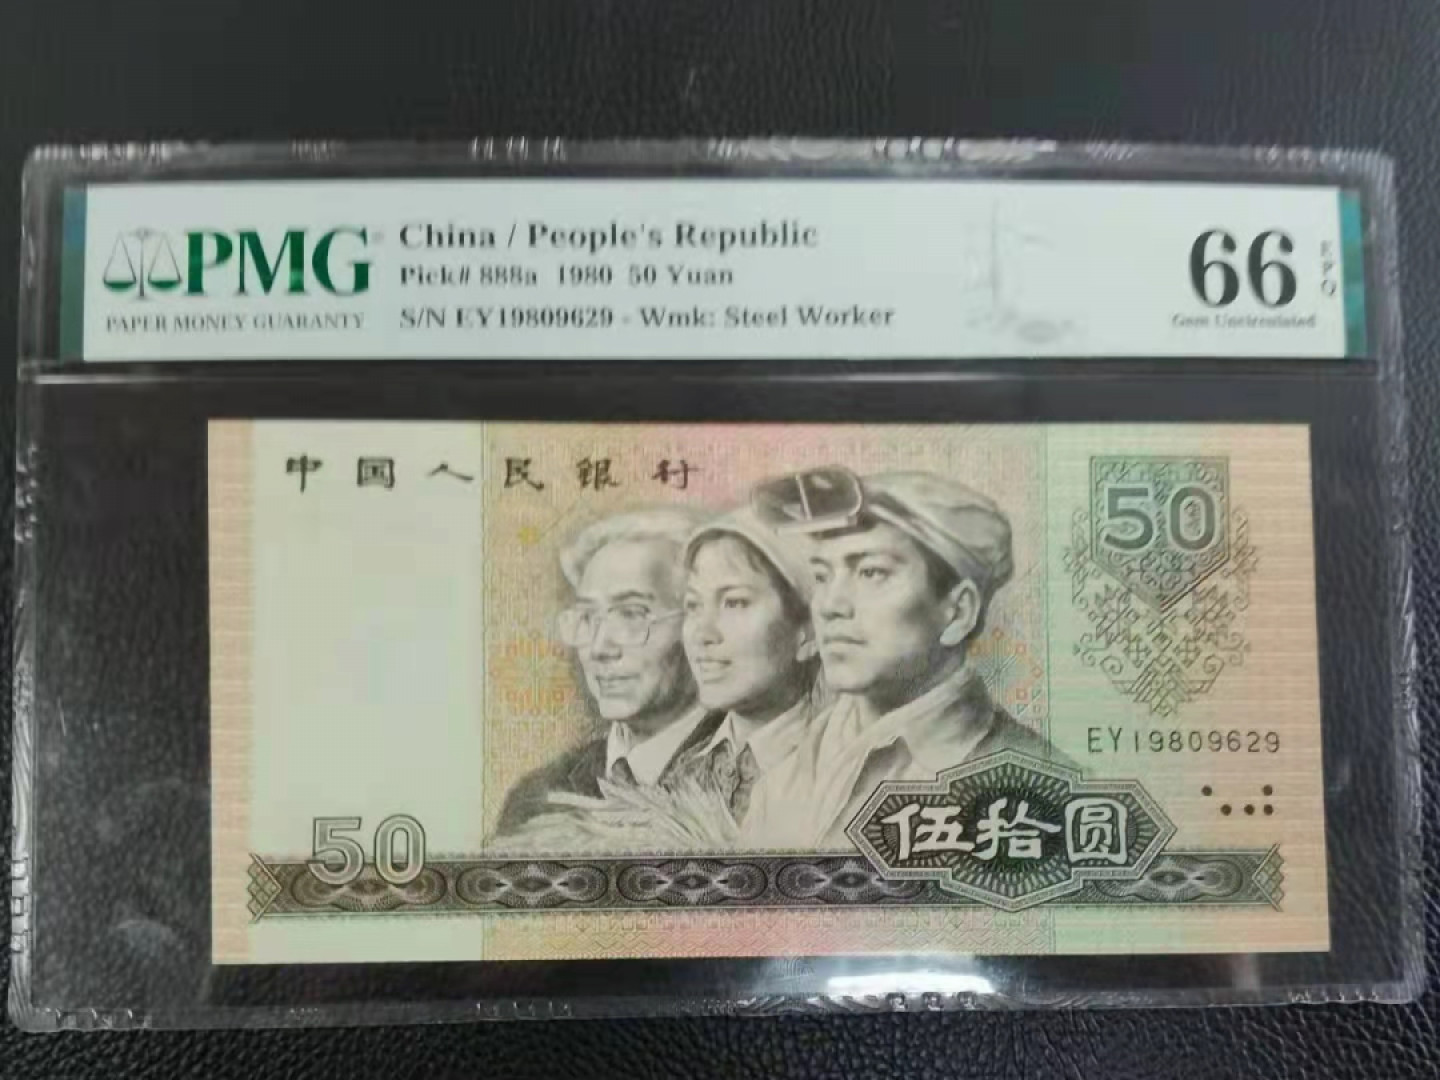 PMG
PAPER MONEY GUARANTY
China / People's Republic
Pick# 888a 1980 50 Yuan
S/N EY19809629 - Wmk: Steel Worker
66
EPQ
Gem Uncirculated
中国人民银行
50
EY19809629
50
伍拾圆